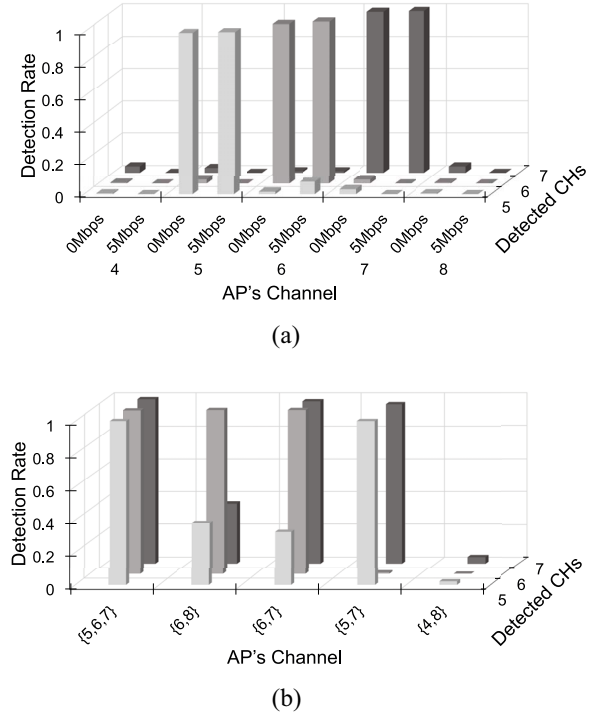 1
0.8
0.6
0.4
0.2
0
Detection Rate
0Mbps 5Mbps 0Mbps 5Mbps 0Mbps 5Mbps 0Mbps 5Mbps 0Mbps 5Mbps
4 5 6 7 8
AP's Channel
5 6 7
Detected CHs
(a)
1
0.8
0.6
0.4
0.2
0
Detection Rate
{5,6,7} {6,8} {6,7} {5,7} {4,8}
AP's Channel
5 6 7
Detected CHs
(b)